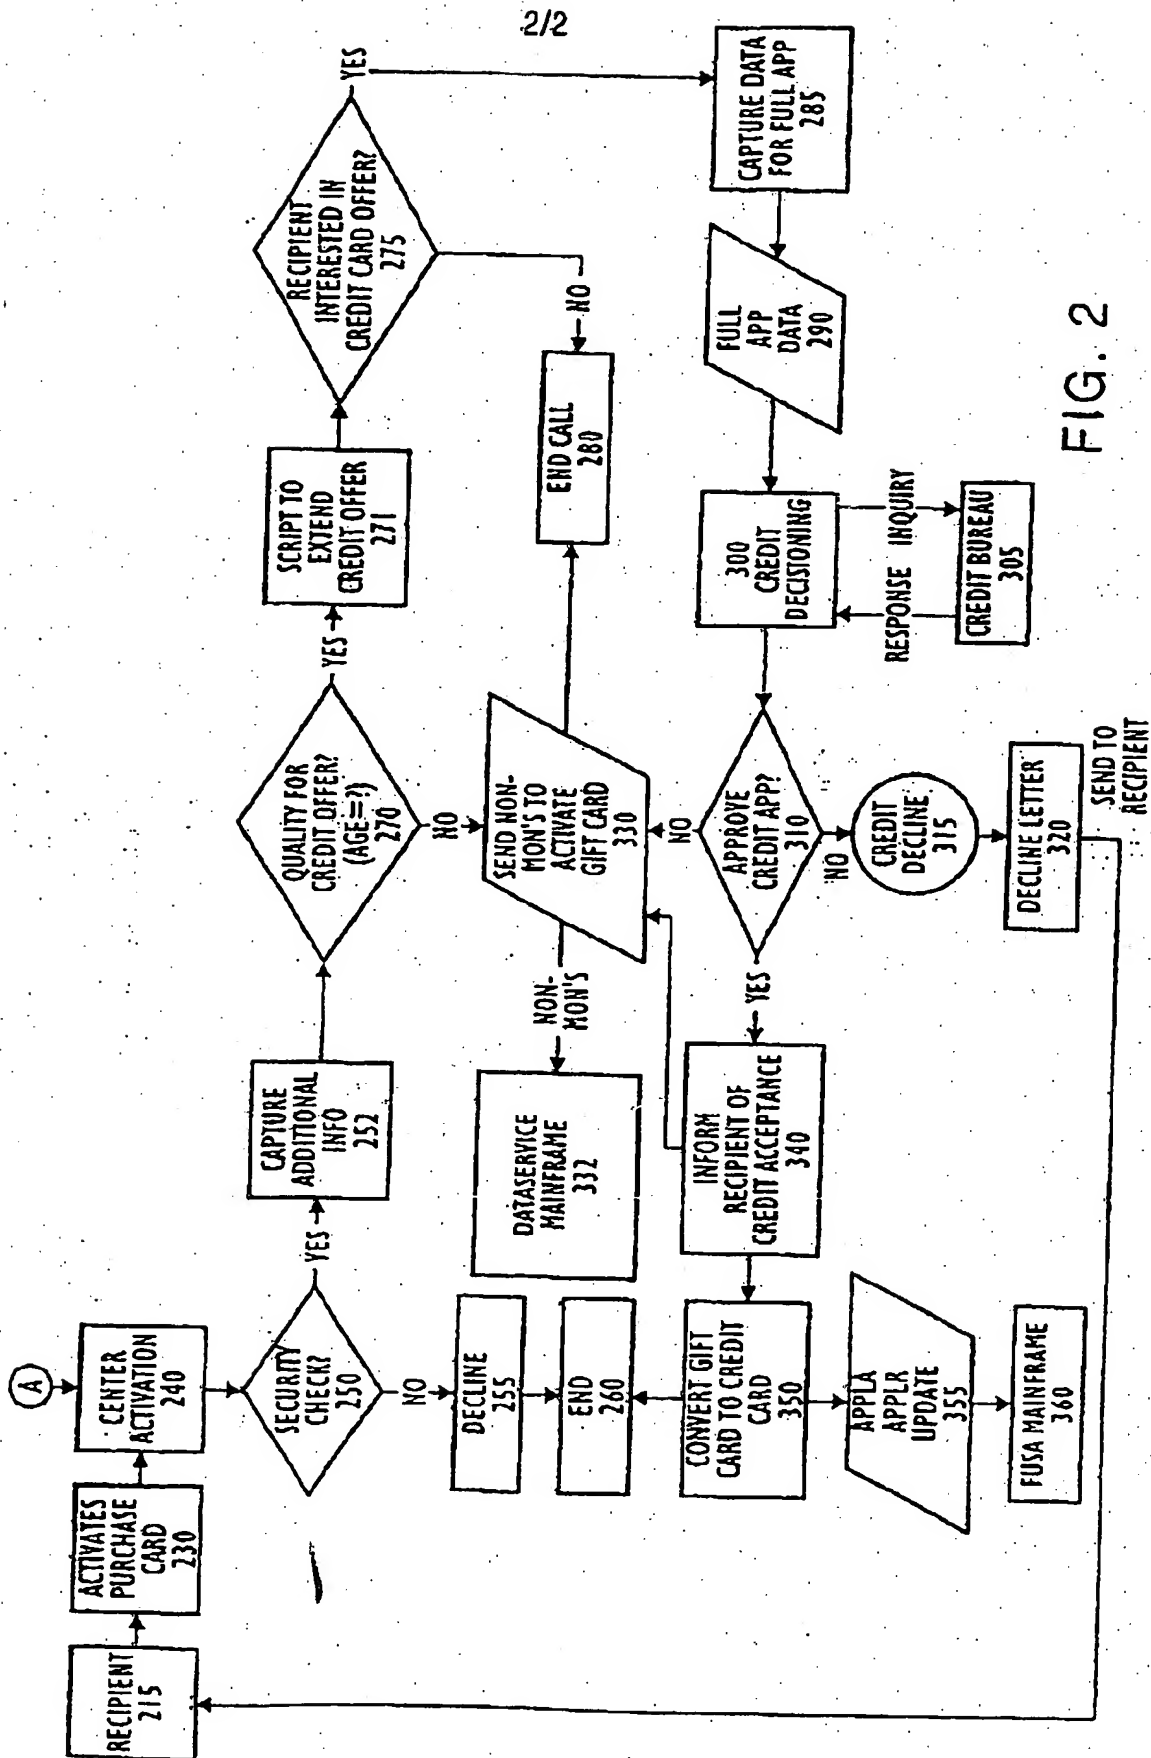 2/2
A
RECIPIENT
215
ACTIVATES
PURCHASE
CARD
230
CENTER
ACTIVATION
240
SECURITY
CHECK?
250
YES
NO
CAPTURE
ADDITIONAL
INFO
252
QUALITY FOR
CREDIT OFFER?
(AGE=?)
270
YES
NO
SCRIPT TO
EXTEND
CREDIT OFFER
271
RECIPIENT
INTERESTED IN
CREDIT CARD OFFER?
275
YES
NO
DECLINE
255
END
260
DATASERVICE
MAINFRAME
332
NON-
MON'S
SEND NON-
MON'S TO
ACTIVATE
GIFT CARD
330
END CALL
280
CAPTURE DATA
FOR FULL APP
285
FULL
APP
DATA
290
300
CREDIT
DECISIONING
RESPONSE
INQUIRY
CREDIT BUREAU
305
APPROVE
CREDIT APP?
310
NO
NO
YES
CREDIT
DECLINE
315
DECLINE LETTER
320
SEND TO
RECIPIENT
INFORM
RECIPIENT OF
CREDIT ACCEPTANCE
340
CONVERT GIFT
CARD TO CREDIT
CARD
350
APPLA
APPLR
UPDATE
355
FUSA MAINFRAME
360
FIG. 2